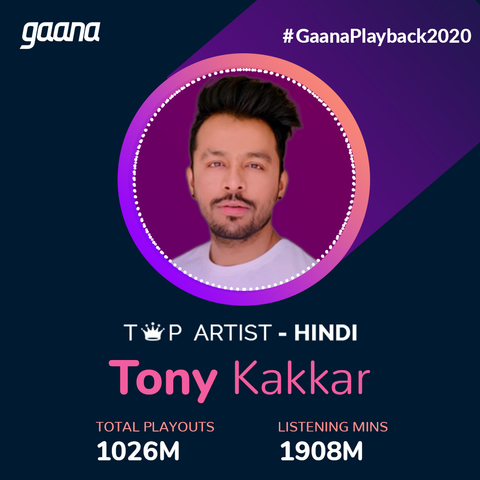 gaana
#GaanaPlayback2020
TOP ARTIST - HINDI
Tony Kakkar
TOTAL PLAYOUTS LISTENING MINS
1026M 1908M